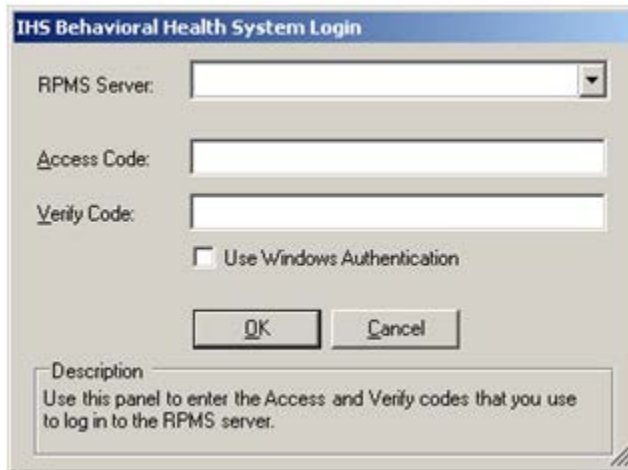 IHS Behavioral Health System Login
RPMS Server:
Access Code:
Verify Code:
Use Windows Authentication
OK Cancel
Description
Use this panel to enter the Access and Verify codes that you use
to log in to the RPMS server.